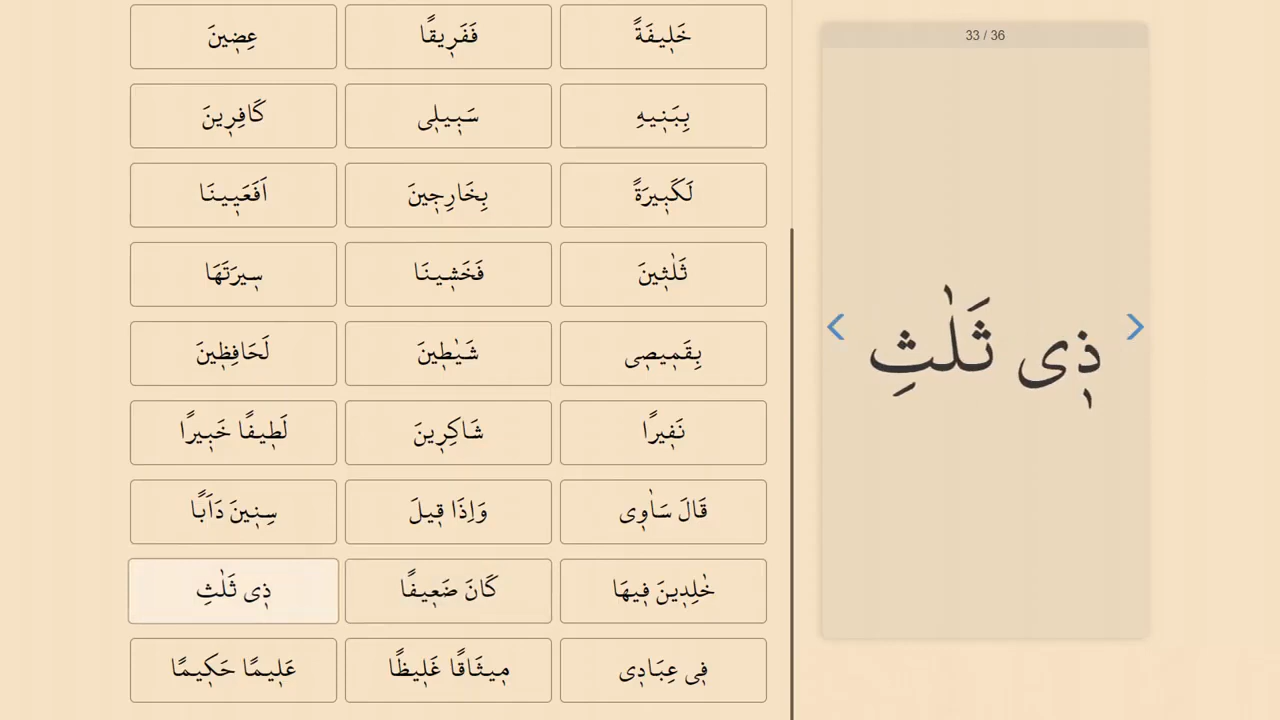 خَلِيفَةً فَفَرِيقًا عِضِينَ
بِبَنِيهِ سَبِيلِى كَافِرِينَ
لَكَبِيرَةً بِخَارِجِينَ اَفَعَيِينَا
ثَلٰثِينَ فَخَشِينَا سِيرَتَهَا
بِقَمِيصِى شَيٰطِينَ لَحَافِظِينَ
نَفِيرًا شَاكِرِينَ لَطِيفًا خَبِيرًا
قَالَ سَاٰوِى وَاِذَا قِيلَ سِنِينَ دَاَبًا
خٰلِدِينَ فِيهَا كَانَ ضَعِيفًا ذِى ثَلٰثِ
فِى عِبَادِى مِيثَاقًا غَلِيظًا عَلِيمًا حَكِيمًا
33 / 36
ذِى ثَلٰثِ